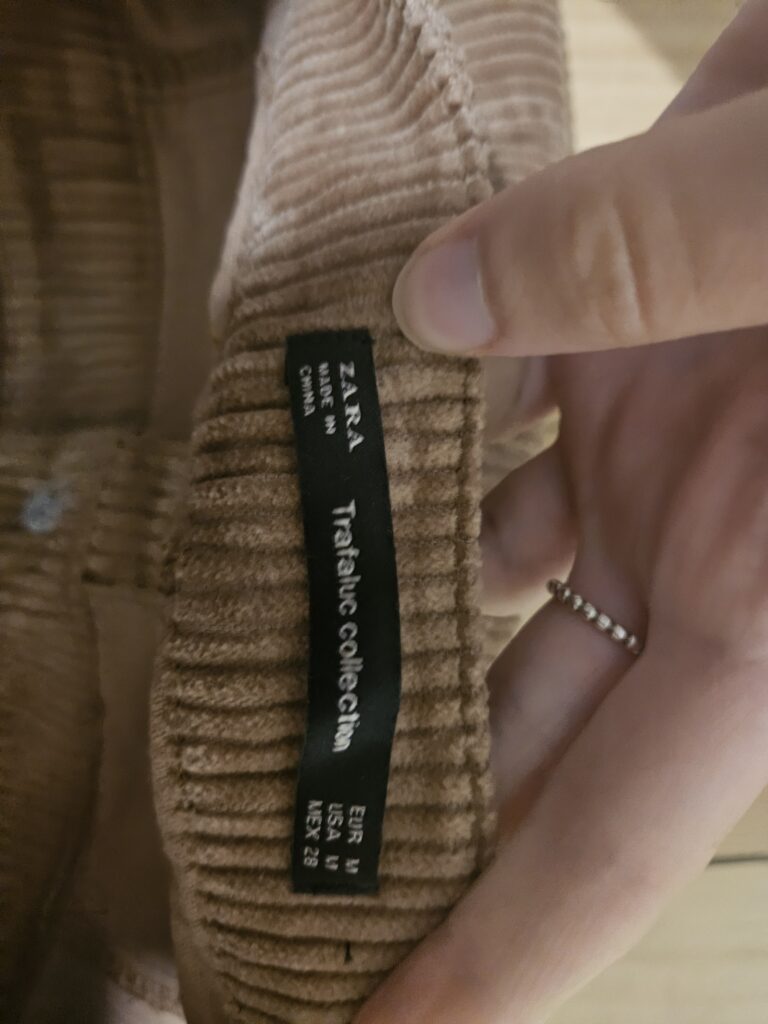 ZARA
MADE IN
CHINA
Trafaluc collection
EUR M
USA M
MEX 28